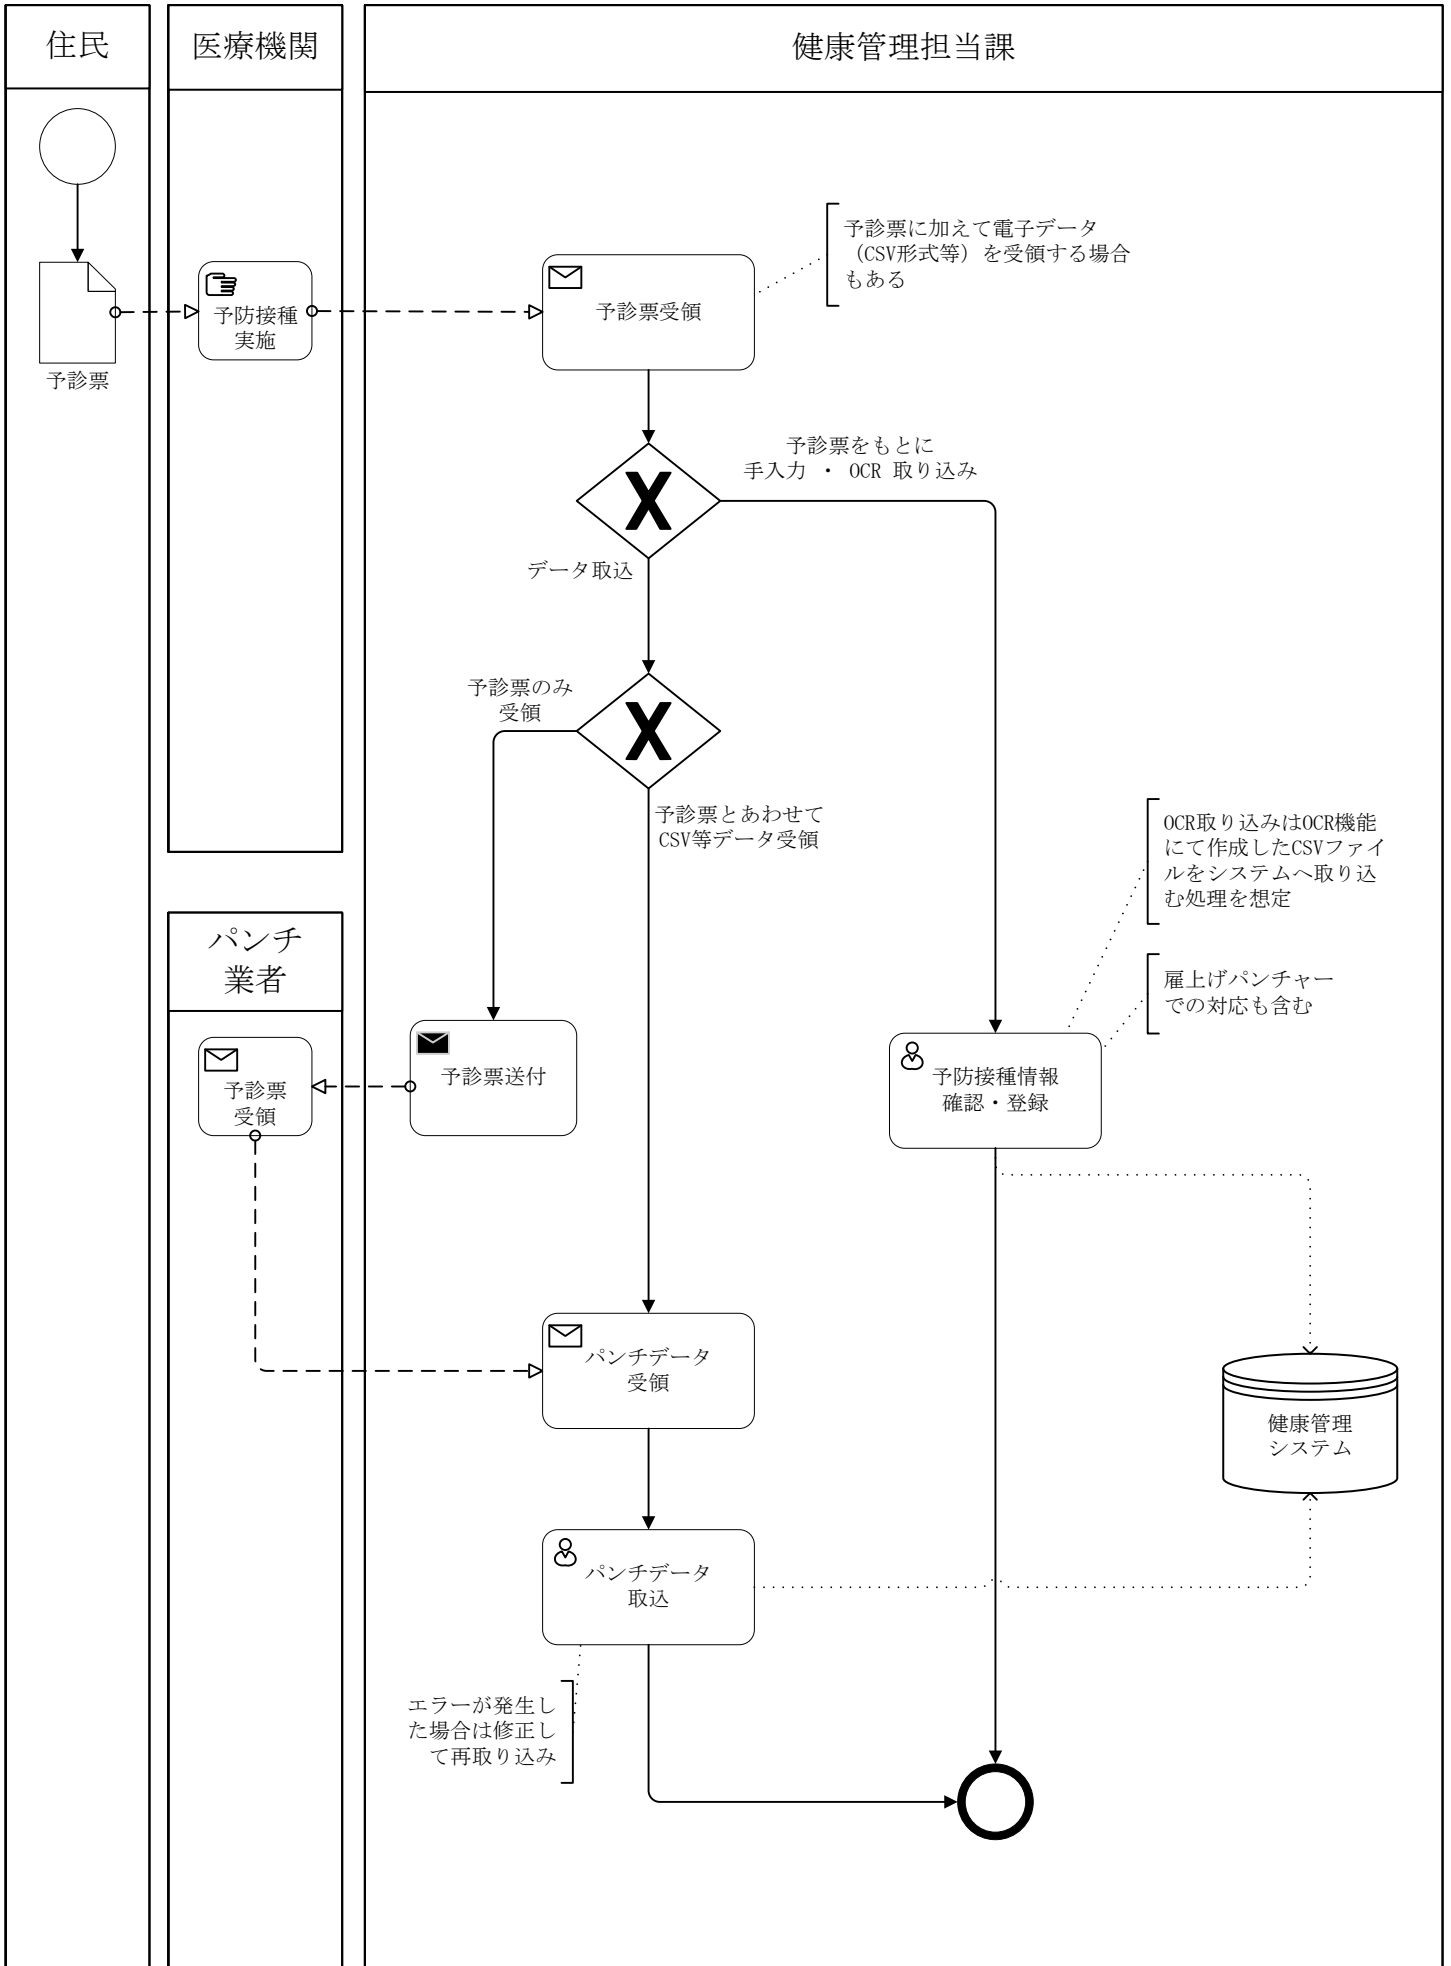 住民
医療機関
健康管理担当課
予診票に加えて電子データ
（CSV形式等）を受領する場合
もある
予診票
予防接種
実施
予診票受領
予診票をもとに
手入力 ・ OCR 取り込み
データ取込
予診票のみ
受領
予診票とあわせて
CSV等データ受領
OCR取り込みはOCR機能
にて作成したCSVファイ
ルをシステムへ取り込
む処理を想定
パンチ
業者
雇上げパンチャー
での対応も含む
予診票
受領
予診票送付
予防接種情報
確認・登録
パンチデータ
受領
健康管理
システム
パンチデータ
取込
エラーが発生し
た場合は修正し
て再取り込み